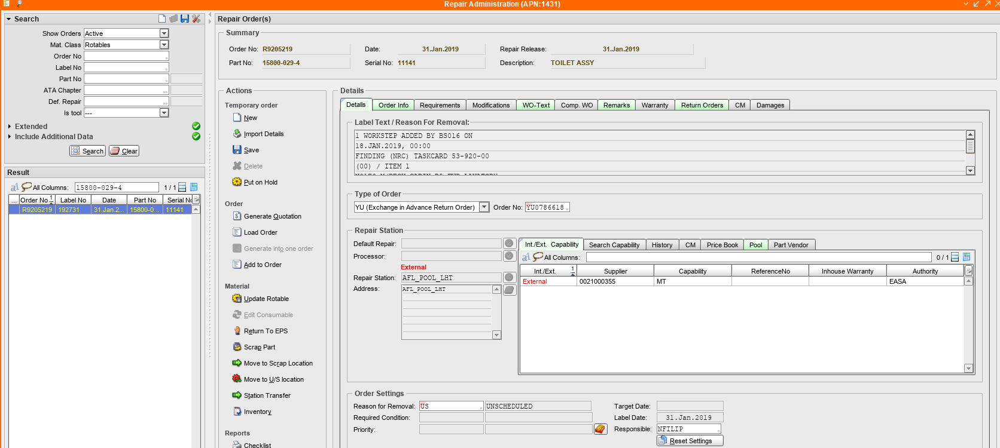 Repair Administration (APN:1431)
Search
Show Orders Active
Mat. Class Rotables
Order No
Label No
Part No
ATA Chapter
Def. Repair
Is tool ---
Extended
Include Additional Data
Search Clear
Result
All Columns: 15800-029-4 1 / 1
... Order No 1 Label No Date Part No Serial No
R9205219 192731 31.Jan.2... 15800-0... 11141
Repair Order(s)
Summary
Order No: R9205219 Date: 31.Jan.2019 Repair Release: 31.Jan.2019
Part No: 15800-029-4 Serial No: 11141 Description: TOILET ASSY
Actions
Temporary order
New
Import Details
Save
Delete
Put on Hold
Order
Generate Quotation
Load Order
Generate into one order
Add to Order
Material
Update Rotable
Edit Consumable
Return To EPS
Scrap Part
Move to Scrap Location
Move to U/S location
Station Transfer
Inventory
Reports
Checklist
Details
Details Order Info Requirements Modifications WO-Text Comp. WO Remarks Warranty Return Orders CM Damages
Label Text / Reason For Removal:
1 WORKSTEP ADDED BY BS016 ON
18.JAN.2019, 00:00
FINDING (NRC) TASKCARD 53-920-00
(00) / ITEM 1
Type of Order
YU (Exchange in Advance Return Order) Order No: YU0786618
Repair Station
Default Repair:
Processor:
External
Repair Station: AFL_POOL_LHT
Address: AFL_POOL_LHT
Int./Ext. Capability Search Capability History CM Price Book Pool Part Vendor
All Columns: 0 / 1
Int./Ext. 1 Supplier Capability ReferenceNo Inhouse Warranty Authority
External 0021000355 MT EASA
Order Settings
Reason for Removal: US UNSCHEDULED Target Date:
Required Condition: Label Date: 31.Jan.2019
Priority: Responsible: NFILIP
Reset Settings